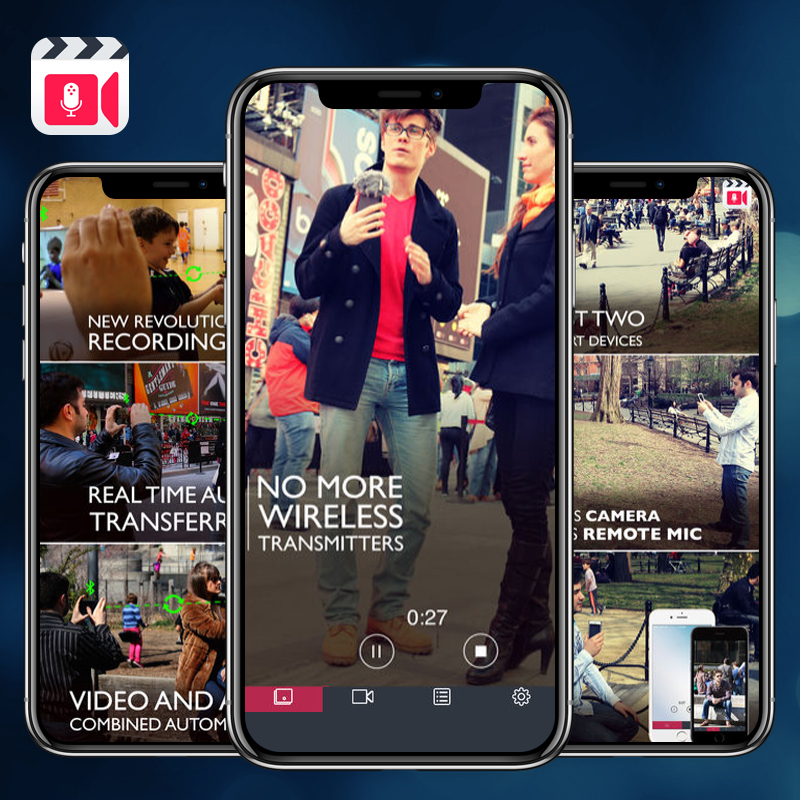 NEW REVOLUTIC
RECORDING
REAL TIME AU
TRANSFERR
VIDEO AND A
COMBINED AUTOM
NO MORE
WIRELESS
TRANSMITTERS
0:27
T TWO
RT DEVICES
S CAMERA
S REMOTE MIC